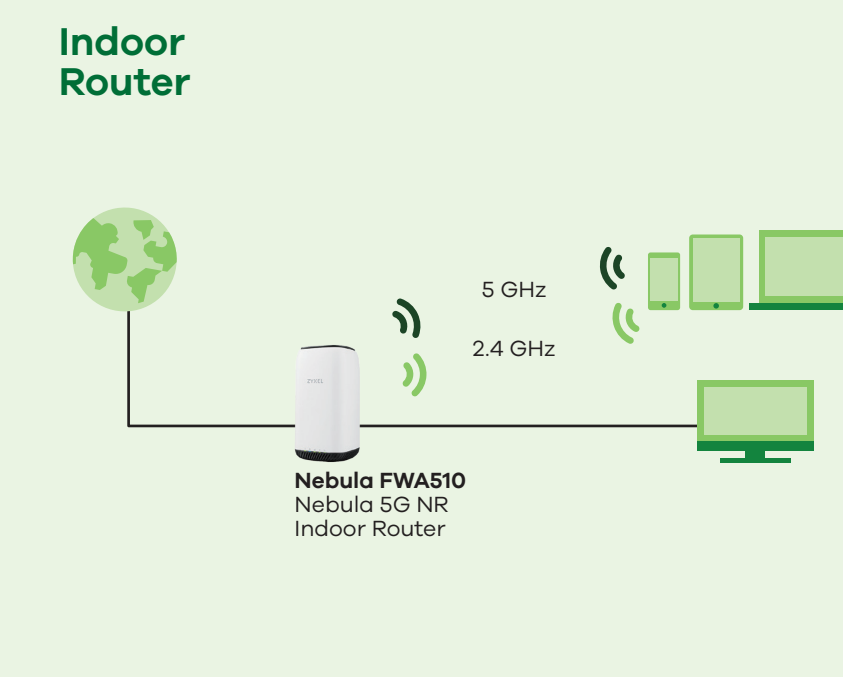 Indoor
Router
5 GHz
2.4 GHz
ZYXEL
Nebula FWA510
Nebula 5G NR
Indoor Router